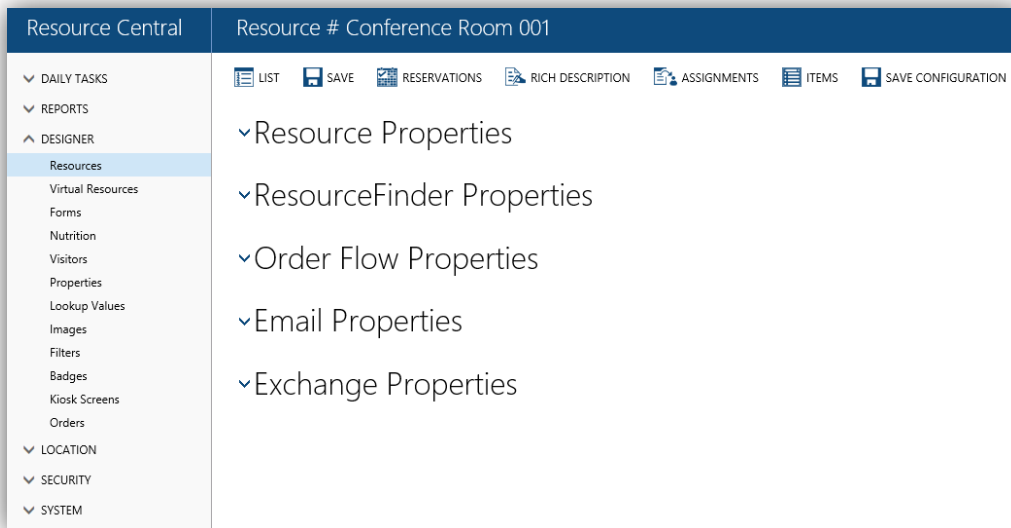 Resource Central
Resource # Conference Room 001
LIST SAVE RESERVATIONS RICH DESCRIPTION ASSIGNMENTS ITEMS SAVE CONFIGURATION
DAILY TASKS
REPORTS
DESIGNER
Resources
Virtual Resources
Forms
Nutrition
Visitors
Properties
Lookup Values
Images
Filters
Badges
Kiosk Screens
Orders
LOCATION
SECURITY
SYSTEM
Resource Properties
ResourceFinder Properties
Order Flow Properties
Email Properties
Exchange Properties